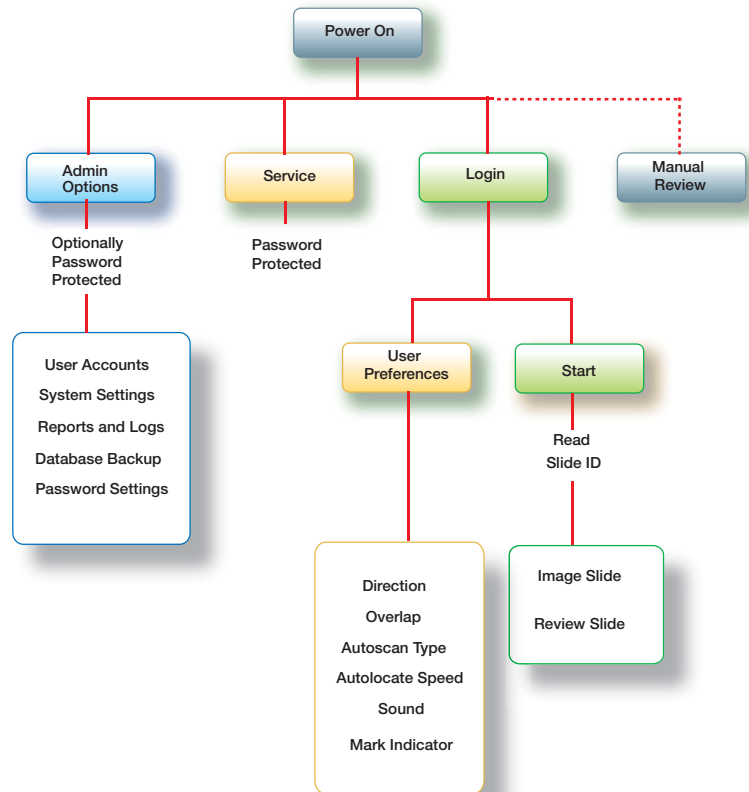 Power On
Admin
Options
Service
Login
Manual
Review
Optionally
Password
Protected
Password
Protected
User Accounts
System Settings
Reports and Logs
Database Backup
Password Settings
User
Preferences
Start
Read
Slide ID
Direction
Overlap
Autoscan Type
Autolocate Speed
Sound
Mark Indicator
Image Slide
Review Slide